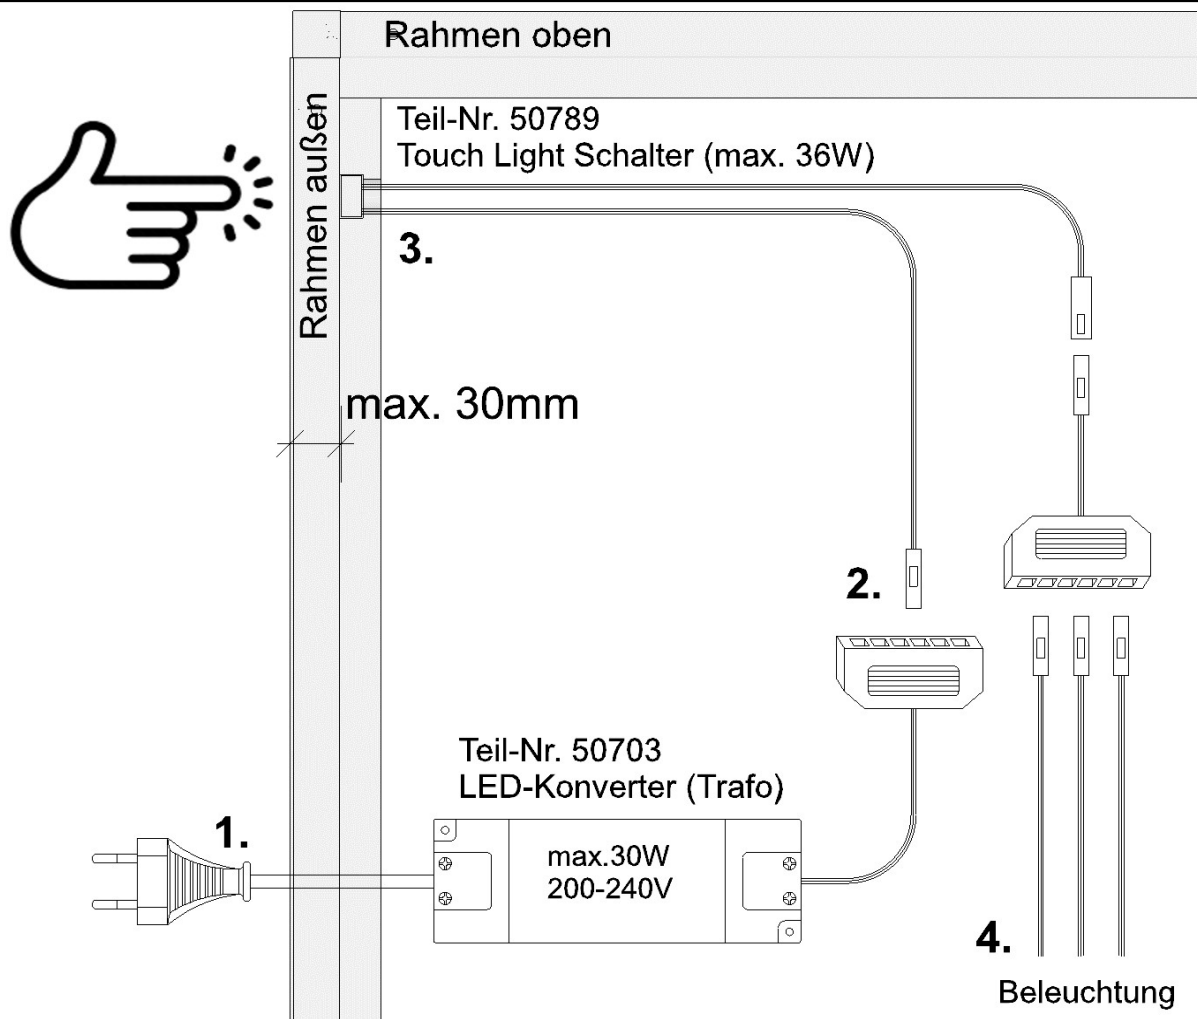 Rahmen oben
Rahmen außen
Teil-Nr. 50789
Touch Light Schalter (max. 36W)
3.
max. 30mm
2.
Teil-Nr. 50703
LED-Konverter (Trafo)
1.
max.30W
200-240V
4.
Beleuchtung